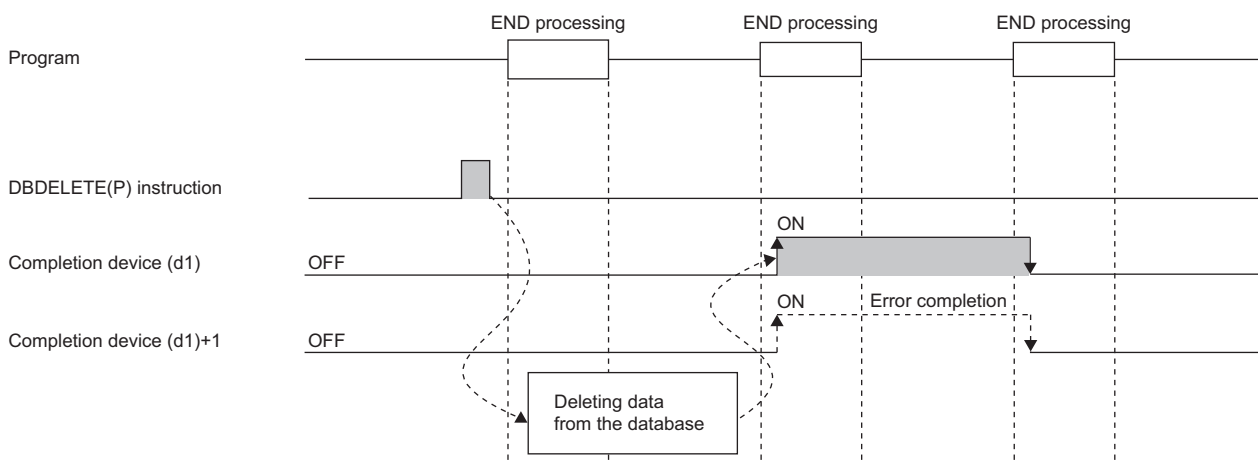 END processing
END processing
END processing
Program
DBDELETE(P) instruction
ON
Completion device (d1)
OFF
ON
Error completion
Completion device (d1)+1
OFF
Deleting data
from the database